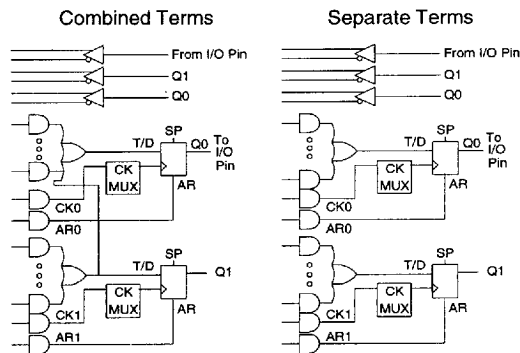 Combined Terms
From I/O Pin
Q1
Q0
SP
T/D
Q0
To
I/O
Pin
CK
MUX
CK0
AR
AR0
SP
T/D
Q1
CK
MUX
CK1
AR
AR1
Separate Terms
From I/O Pin
Q1
Q0
SP
T/D
Q0
To
I/O
Pin
CK
MUX
CK0
AR
AR0
SP
T/D
Q1
CK
MUX
CK1
AR
AR1